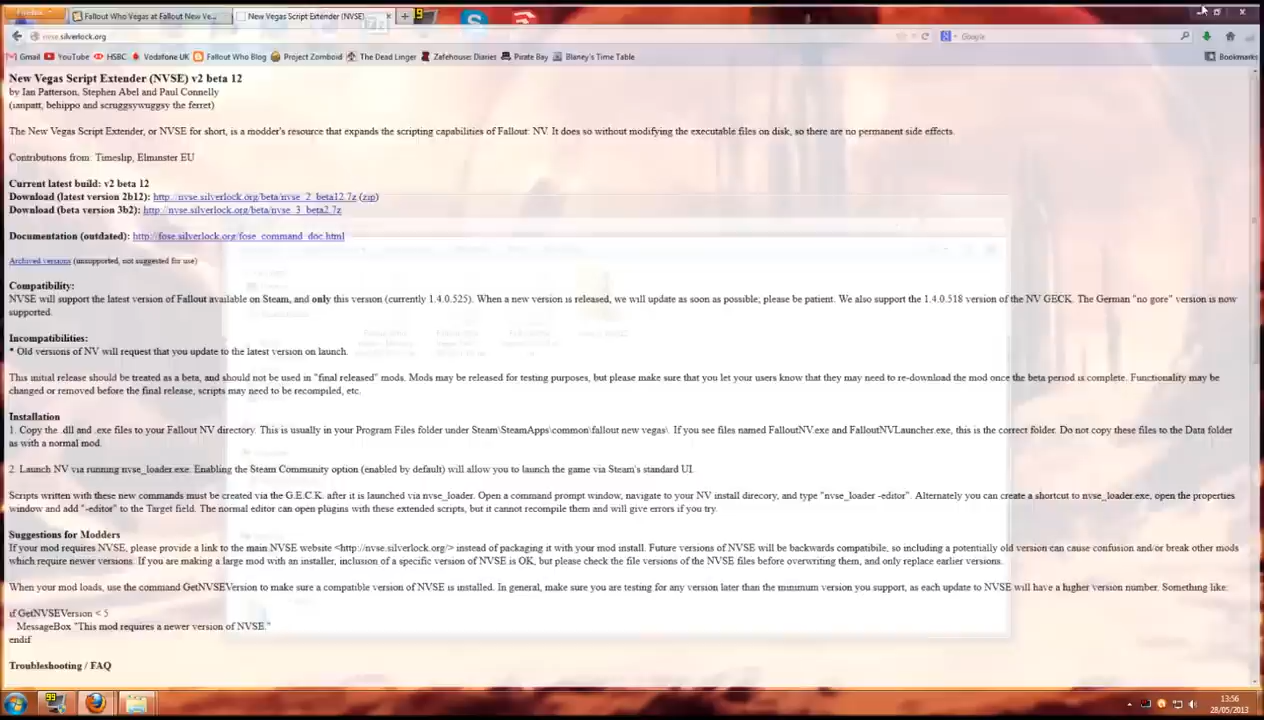 Firefox
Fallout Who Vegas at Fallout New Ve...
New Vegas Script Extender (NVSE)
nvse.silverlock.org
Google
Gmail YouTube HSBC Vodafone UK Fallout Who Blog Project Zomboid The Dead Linger Zafehouse: Diaries Pirate Bay Blaney's Time Table Bookmarks
New Vegas Script Extender (NVSE) v2 beta 12
by Ian Patterson, Stephen Abel and Paul Connelly
(ianpatt, behippo and scruggsywuggsy the ferret)
The New Vegas Script Extender, or NVSE for short, is a modder's resource that expands the scripting capabilities of Fallout: NV. It does so without modifying the executable files on disk, so there are no permanent side effects.
Contributions from: Timeslip, Elminster EU
Current latest build: v2 beta 12
Download (latest version 2b12): http://nvse.silverlock.org/beta/nvse_2_beta12.7z (zip)
Download (beta version 3b2): http://nvse.silverlock.org/beta/nvse_3_beta2.7z
Documentation (outdated): http://fose.silverlock.org/fose_command_doc.html
Archived versions (unsupported, not suggested for use)
Compatibility:
NVSE will support the latest version of Fallout available on Steam, and only this version (currently 1.4.0.525). When a new version is released, we will update as soon as possible; please be patient. We also support the 1.4.0.518 version of the NV GECK. The German "no gore" version is now
supported.
Incompatibilities:
* Old versions of NV will request that you update to the latest version on launch.
This initial release should be treated as a beta, and should not be used in "final released" mods. Mods may be released for testing purposes, but please make sure that you let your users know that they may need to re-download the mod once the beta period is complete. Functionality may be
changed or removed before the final release, scripts may need to be recompiled, etc.
Installation
1. Copy the .dll and .exe files to your Fallout NV directory. This is usually in your Program Files folder under Steam\SteamApps\common\fallout new vegas\. If you see files named FalloutNV.exe and FalloutNVLauncher.exe, this is the correct folder. Do not copy these files to the Data folder
as with a normal mod.
2. Launch NV via running nvse_loader.exe. Enabling the Steam Community option (enabled by default) will allow you to launch the game via Steam's standard UI.
Scripts written with these new commands must be created via the G.E.C.K. after it is launched via nvse_loader. Open a command prompt window, navigate to your NV install direcory, and type "nvse_loader -editor". Alternately you can create a shortcut to nvse_loader.exe, open the properties
window and add "-editor" to the Target field. The normal editor can open plugins with these extended scripts, but it cannot recompile them and will give errors if you try.
Suggestions for Modders
If your mod requires NVSE, please provide a link to the main NVSE website <http://nvse.silverlock.org/> instead of packaging it with your mod install. Future versions of NVSE will be backwards compatibile, so including a potentially old version can cause confusion and/or break other mods
which require newer versions. If you are making a large mod with an installer, inclusion of a specific version of NVSE is OK, but please check the file versions of the NVSE files before overwriting them, and only replace earlier versions.
When your mod loads, use the command GetNVSEVersion to make sure a compatible version of NVSE is installed. In general, make sure you are testing for any version later than the minimum version you support, as each update to NVSE will have a higher version number. Something like:
if GetNVSEVersion < 5
MessageBox "This mod requires a newer version of NVSE."
endif
Troubleshooting / FAQ
99
13:56
28/05/2013